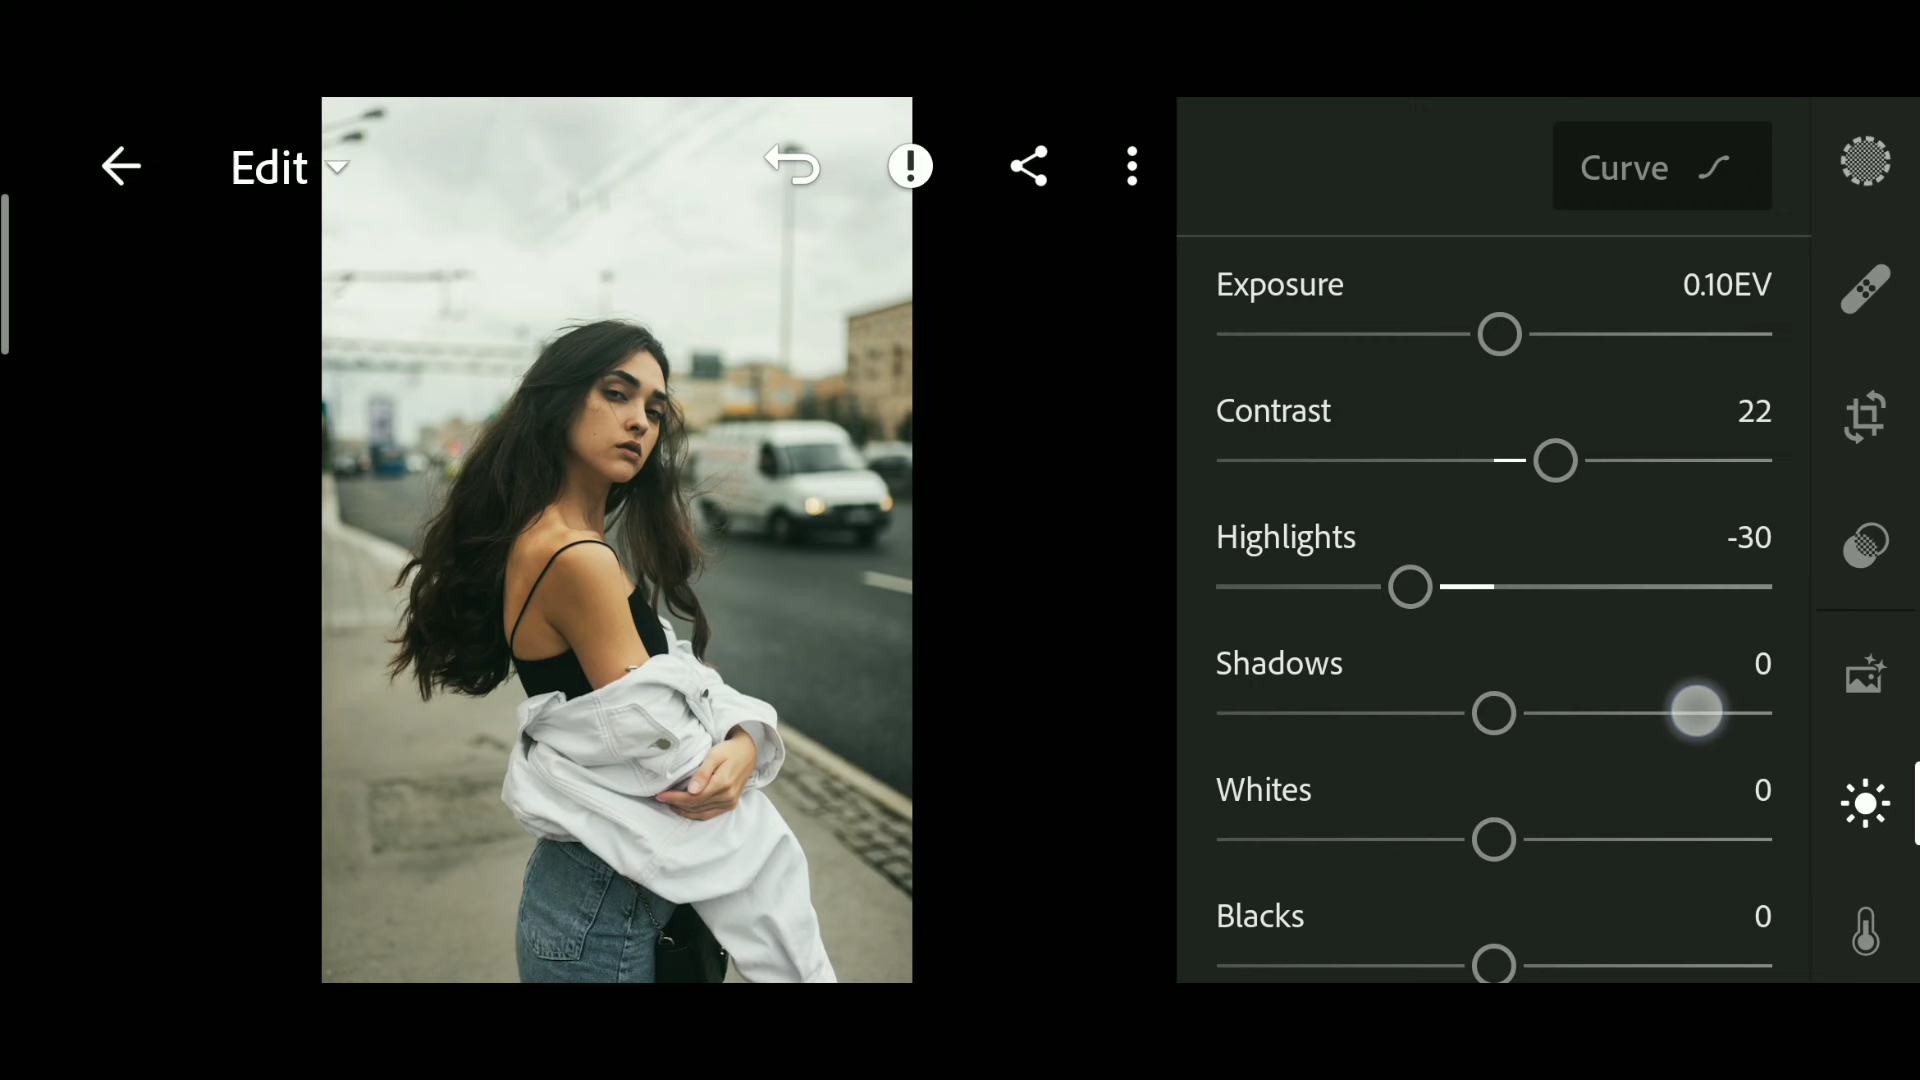 Edit
Curve
Exposure 0.10EV
Contrast 22
Highlights -30
Shadows 0
Whites 0
Blacks 0